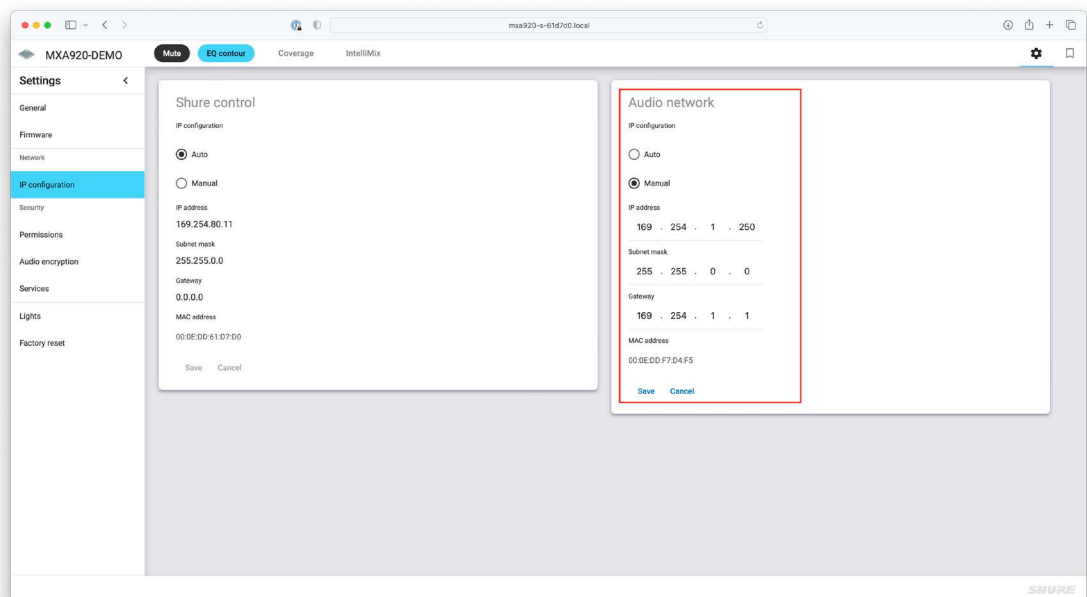 mxa920-s-61d7d0.local
MXA920-DEMO
Mute
EQ contour
Coverage
IntelliMix
Settings
General
Firmware
Network
IP configuration
Security
Permissions
Audio encryption
Services
Lights
Factory reset
Shure control
IP configuration
Auto
Manual
IP address
169.254.80.11
Subnet mask
255.255.0.0
Gateway
0.0.0.0
MAC address
00:0E:DD:61:D7:D0
Save Cancel
Audio network
IP configuration
Auto
Manual
IP address
169 . 254 . 1 . 250
Subnet mask
255 . 255 . 0 . 0
Gateway
169 . 254 . 1 . 1
MAC address
00:0E:DD:F7:D4:F5
Save Cancel
SHURE